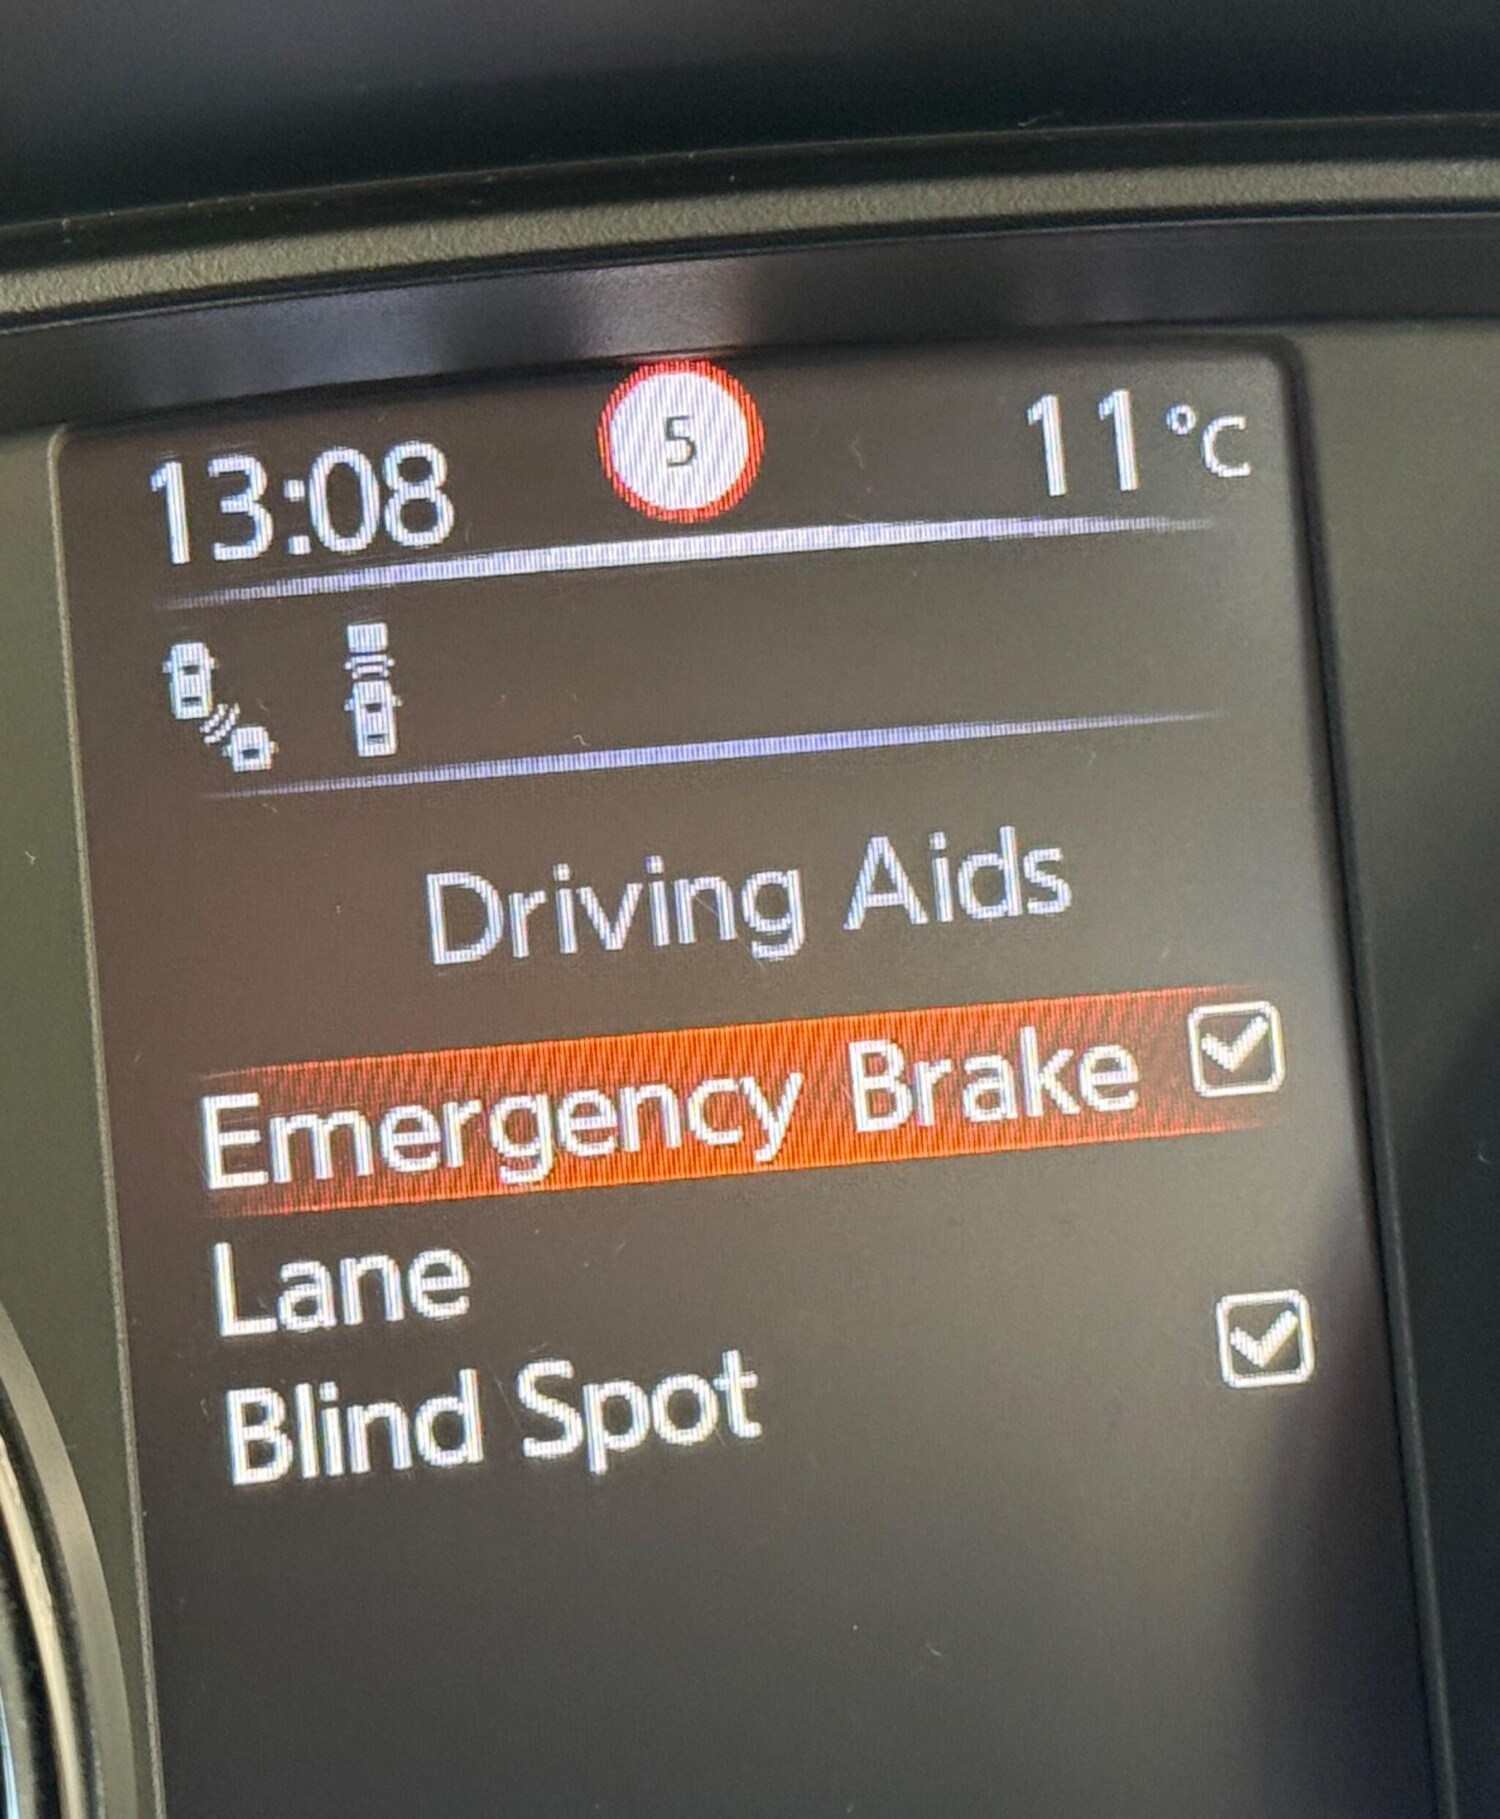 13:08 5 11°C
Driving Aids
Emergency Brake
Lane
Blind Spot